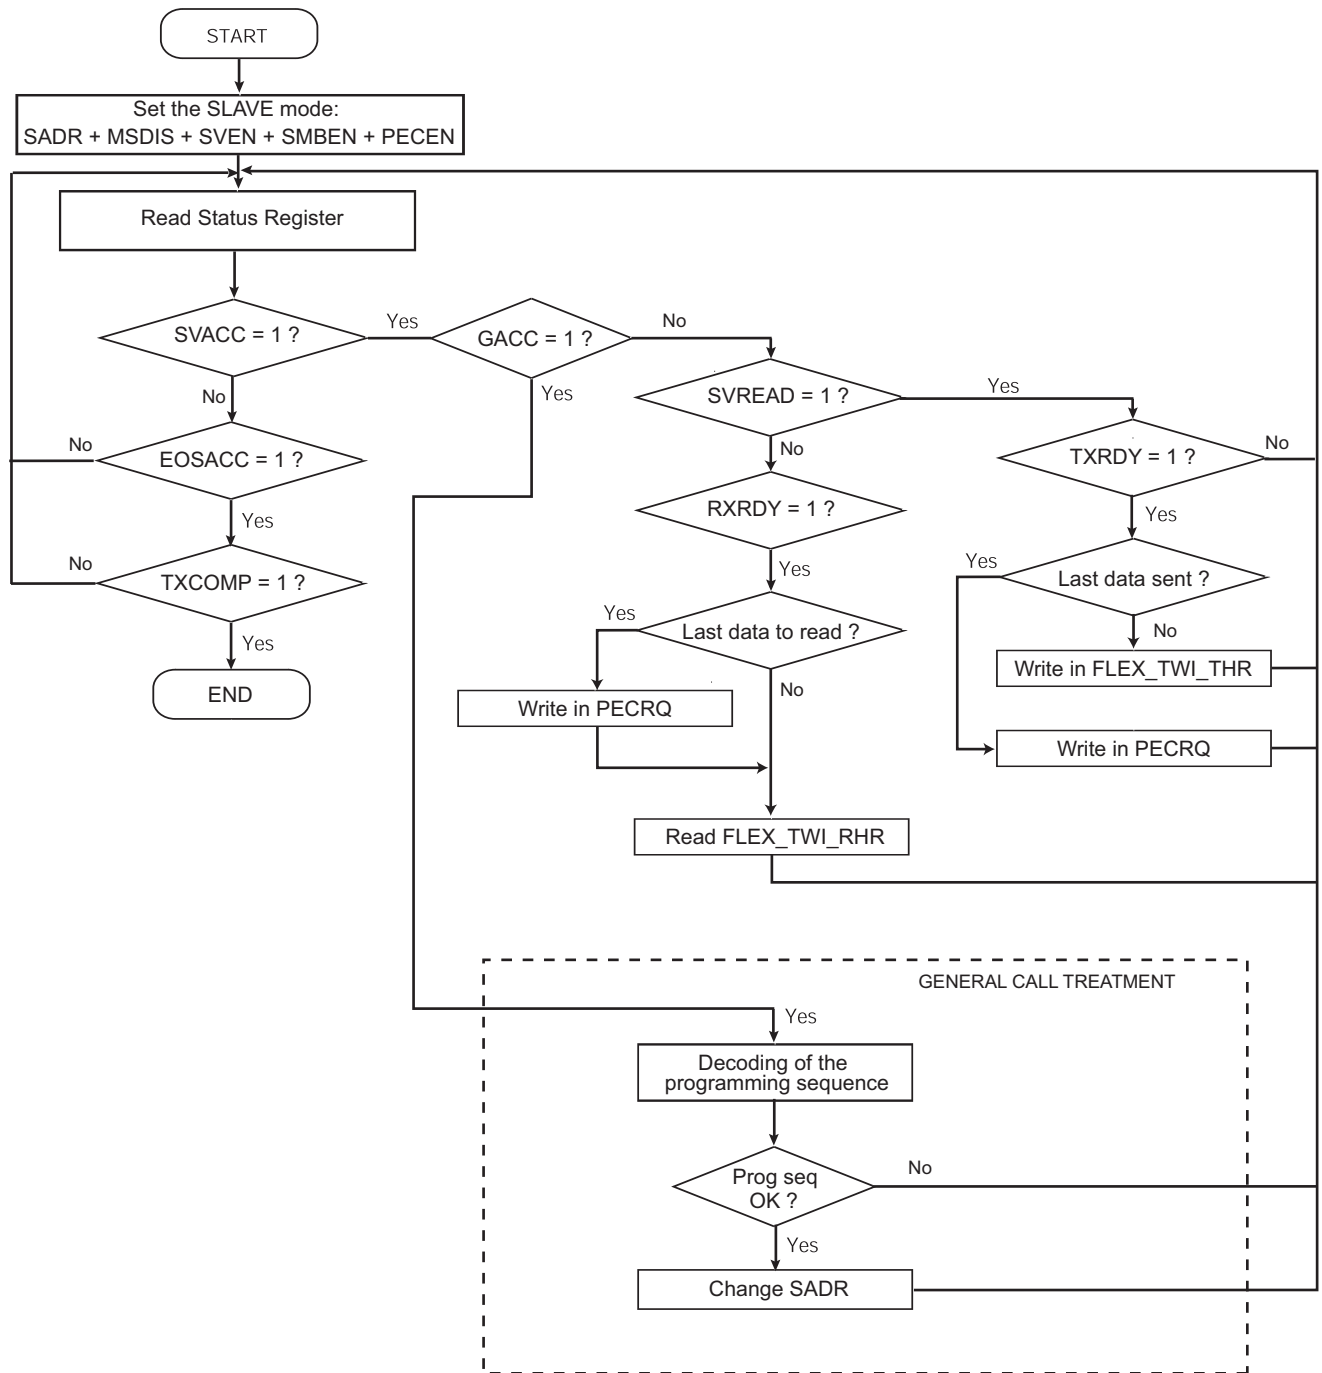 START
Set the SLAVE mode:
SADR + MSDIS + SVEN + SMBEN + PECEN
Read Status Register
SVACC = 1 ?
Yes
GACC = 1 ?
No
SVREAD = 1 ?
Yes
No
Yes
No
EOSACC = 1 ?
No
TXRDY = 1 ?
No
Yes
RXRDY = 1 ?
Yes
No
TXCOMP = 1 ?
Yes
Yes
Last data sent ?
Yes
Yes
Last data to read ?
No
END
No
Write in FLEX_TWI_THR
Write in PECRQ
Write in PECRQ
Read FLEX_TWI_RHR
GENERAL CALL TREATMENT
Yes
Decoding of the
programming sequence
Prog seq
OK ?
No
Yes
Change SADR